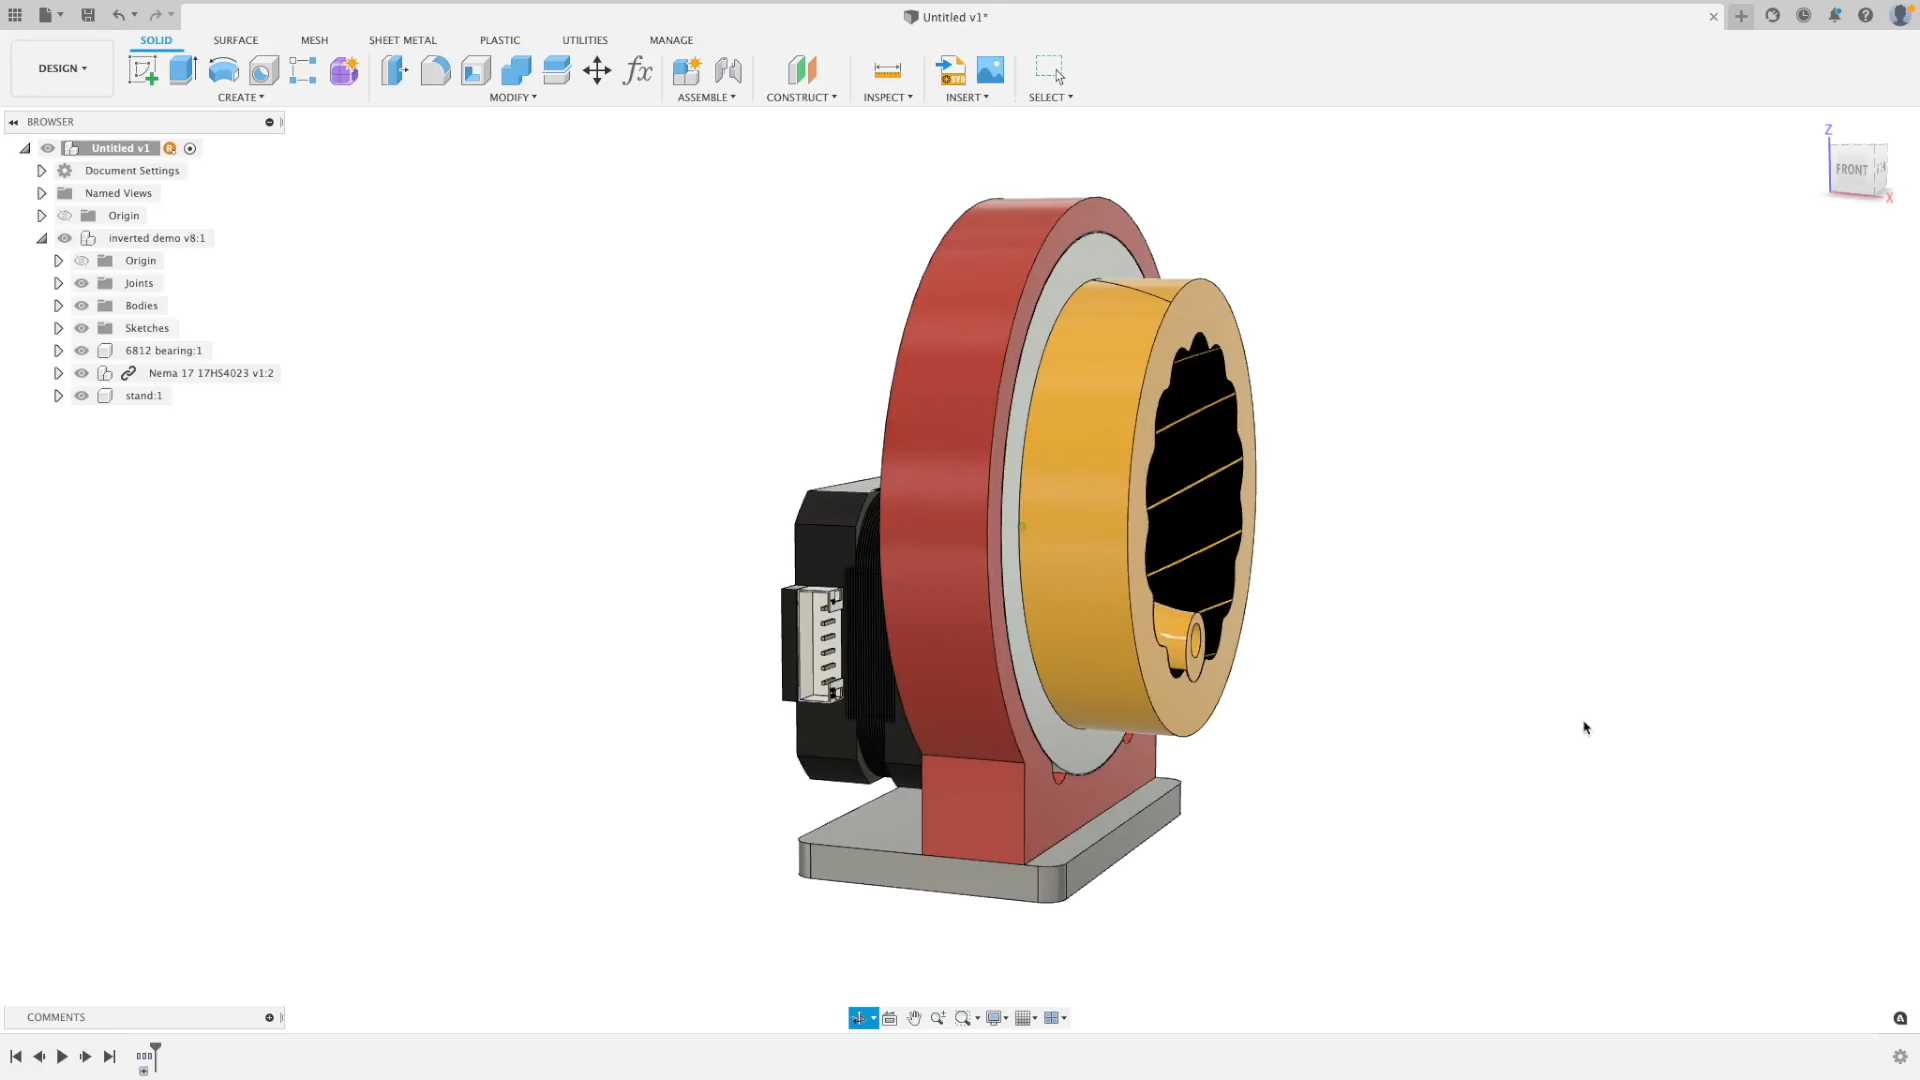 Untitled v1*
DESIGN
SOLID
SURFACE
MESH
SHEET METAL
PLASTIC
UTILITIES
MANAGE
fx
SVG
CREATE
MODIFY
ASSEMBLE
CONSTRUCT
INSPECT
INSERT
SELECT
BROWSER
Untitled v1
Document Settings
Named Views
Origin
inverted demo v8:1
Origin
Joints
Bodies
Sketches
6812 bearing:1
Nema 17 17HS4023 v1:2
stand:1
Z
FRONT
X
COMMENTS